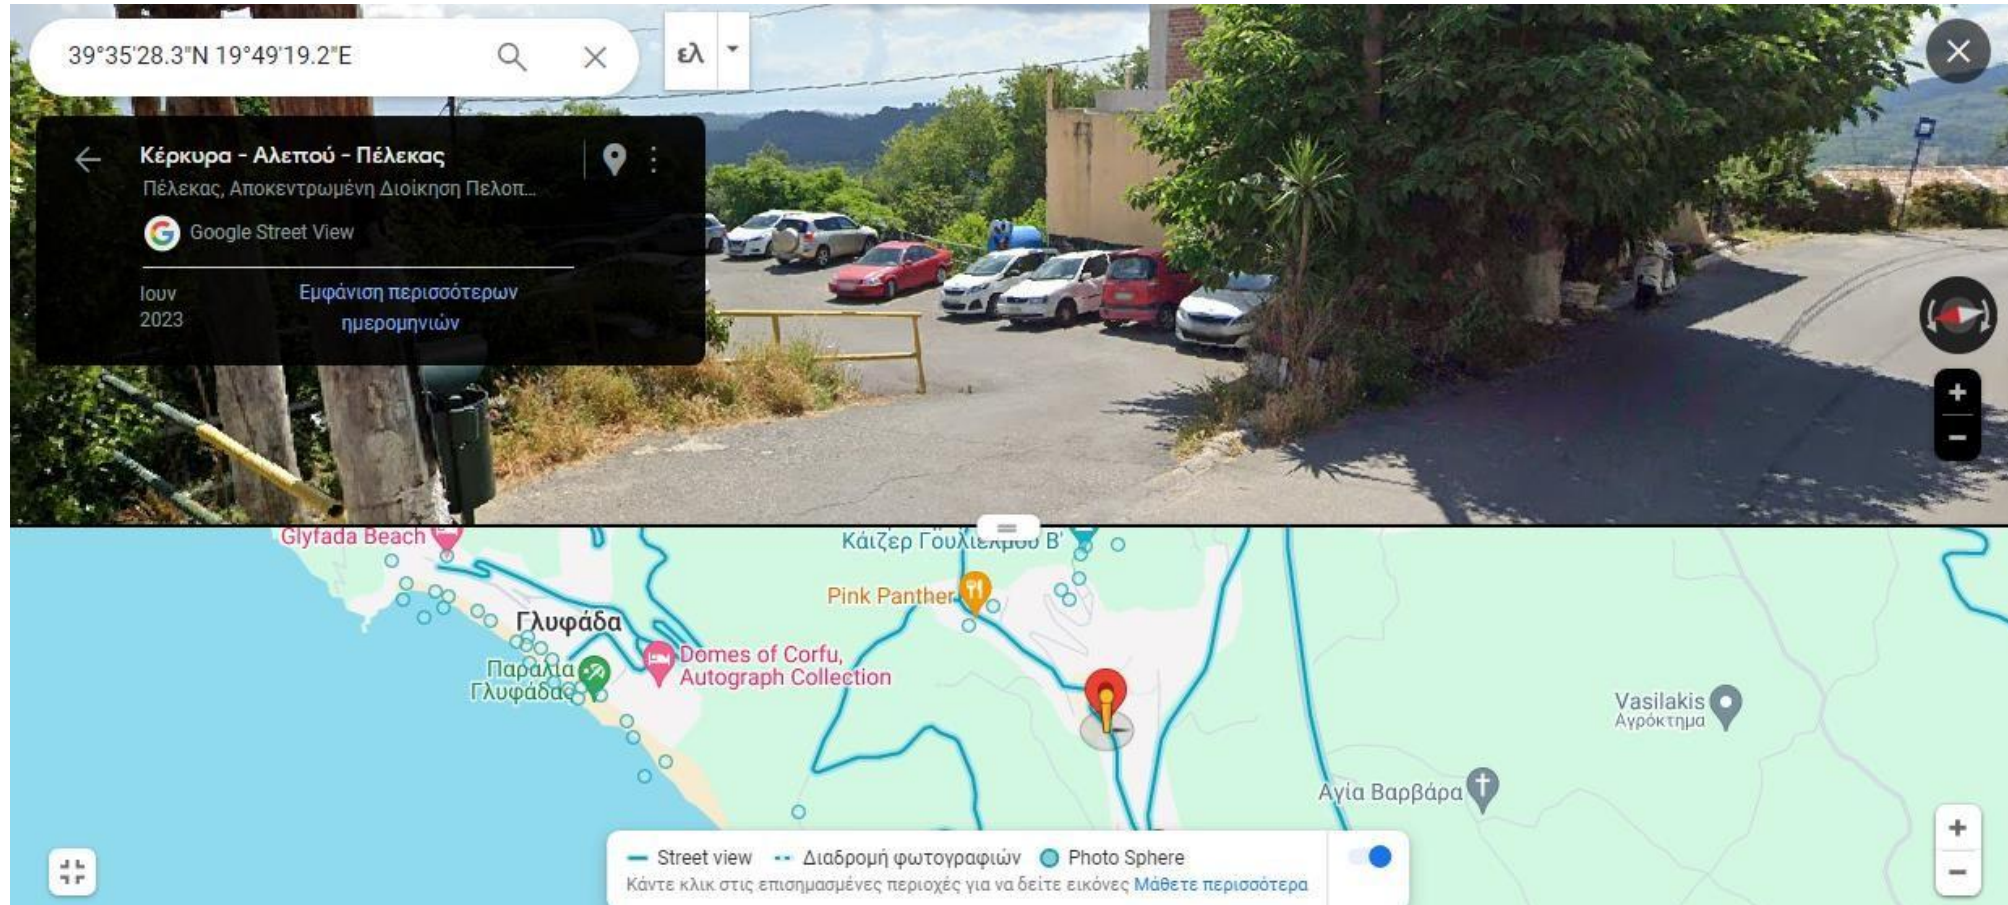 39°35'28.3"N 19°49'19.2"E
ελ
Κέρκυρα - Αλεπού - Πέλεκας
Πέλεκας, Αποκεντρωμένη Διοίκηση Πελοπ...
Google Street View
Ιουν
2023
Εμφάνιση περισσότερων
ημερομηνιών
Glyfada Beach
Κάιζερ Γουλιέλμου Β'
Pink Panther
Γλυφάδα
Παραλία
Γλυφάδας
Domes of Corfu,
Autograph Collection
Vasilakis
Αγρόκτημα
Αγία Βαρβάρα
Street view
Διαδρομή φωτογραφιών
Photo Sphere
Κάντε κλικ στις επισημασμένες περιοχές για να δείτε εικόνες Μάθετε περισσότερα